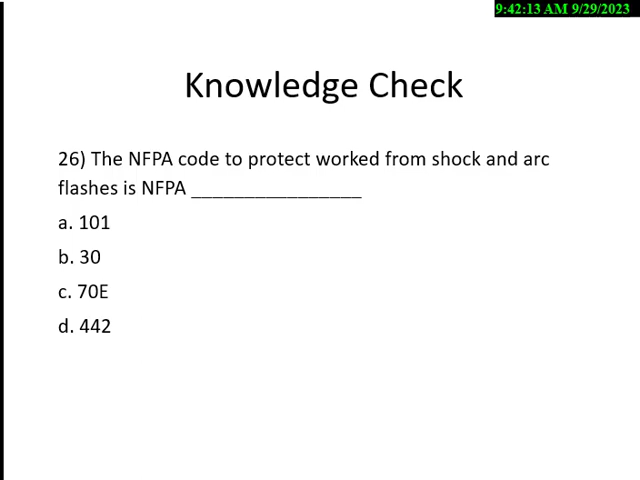 9:42:13 AM 9/29/2023
Knowledge Check
26) The NFPA code to protect worked from shock and arc
flashes is NFPA ________________
a. 101
b. 30
c. 70E
d. 442